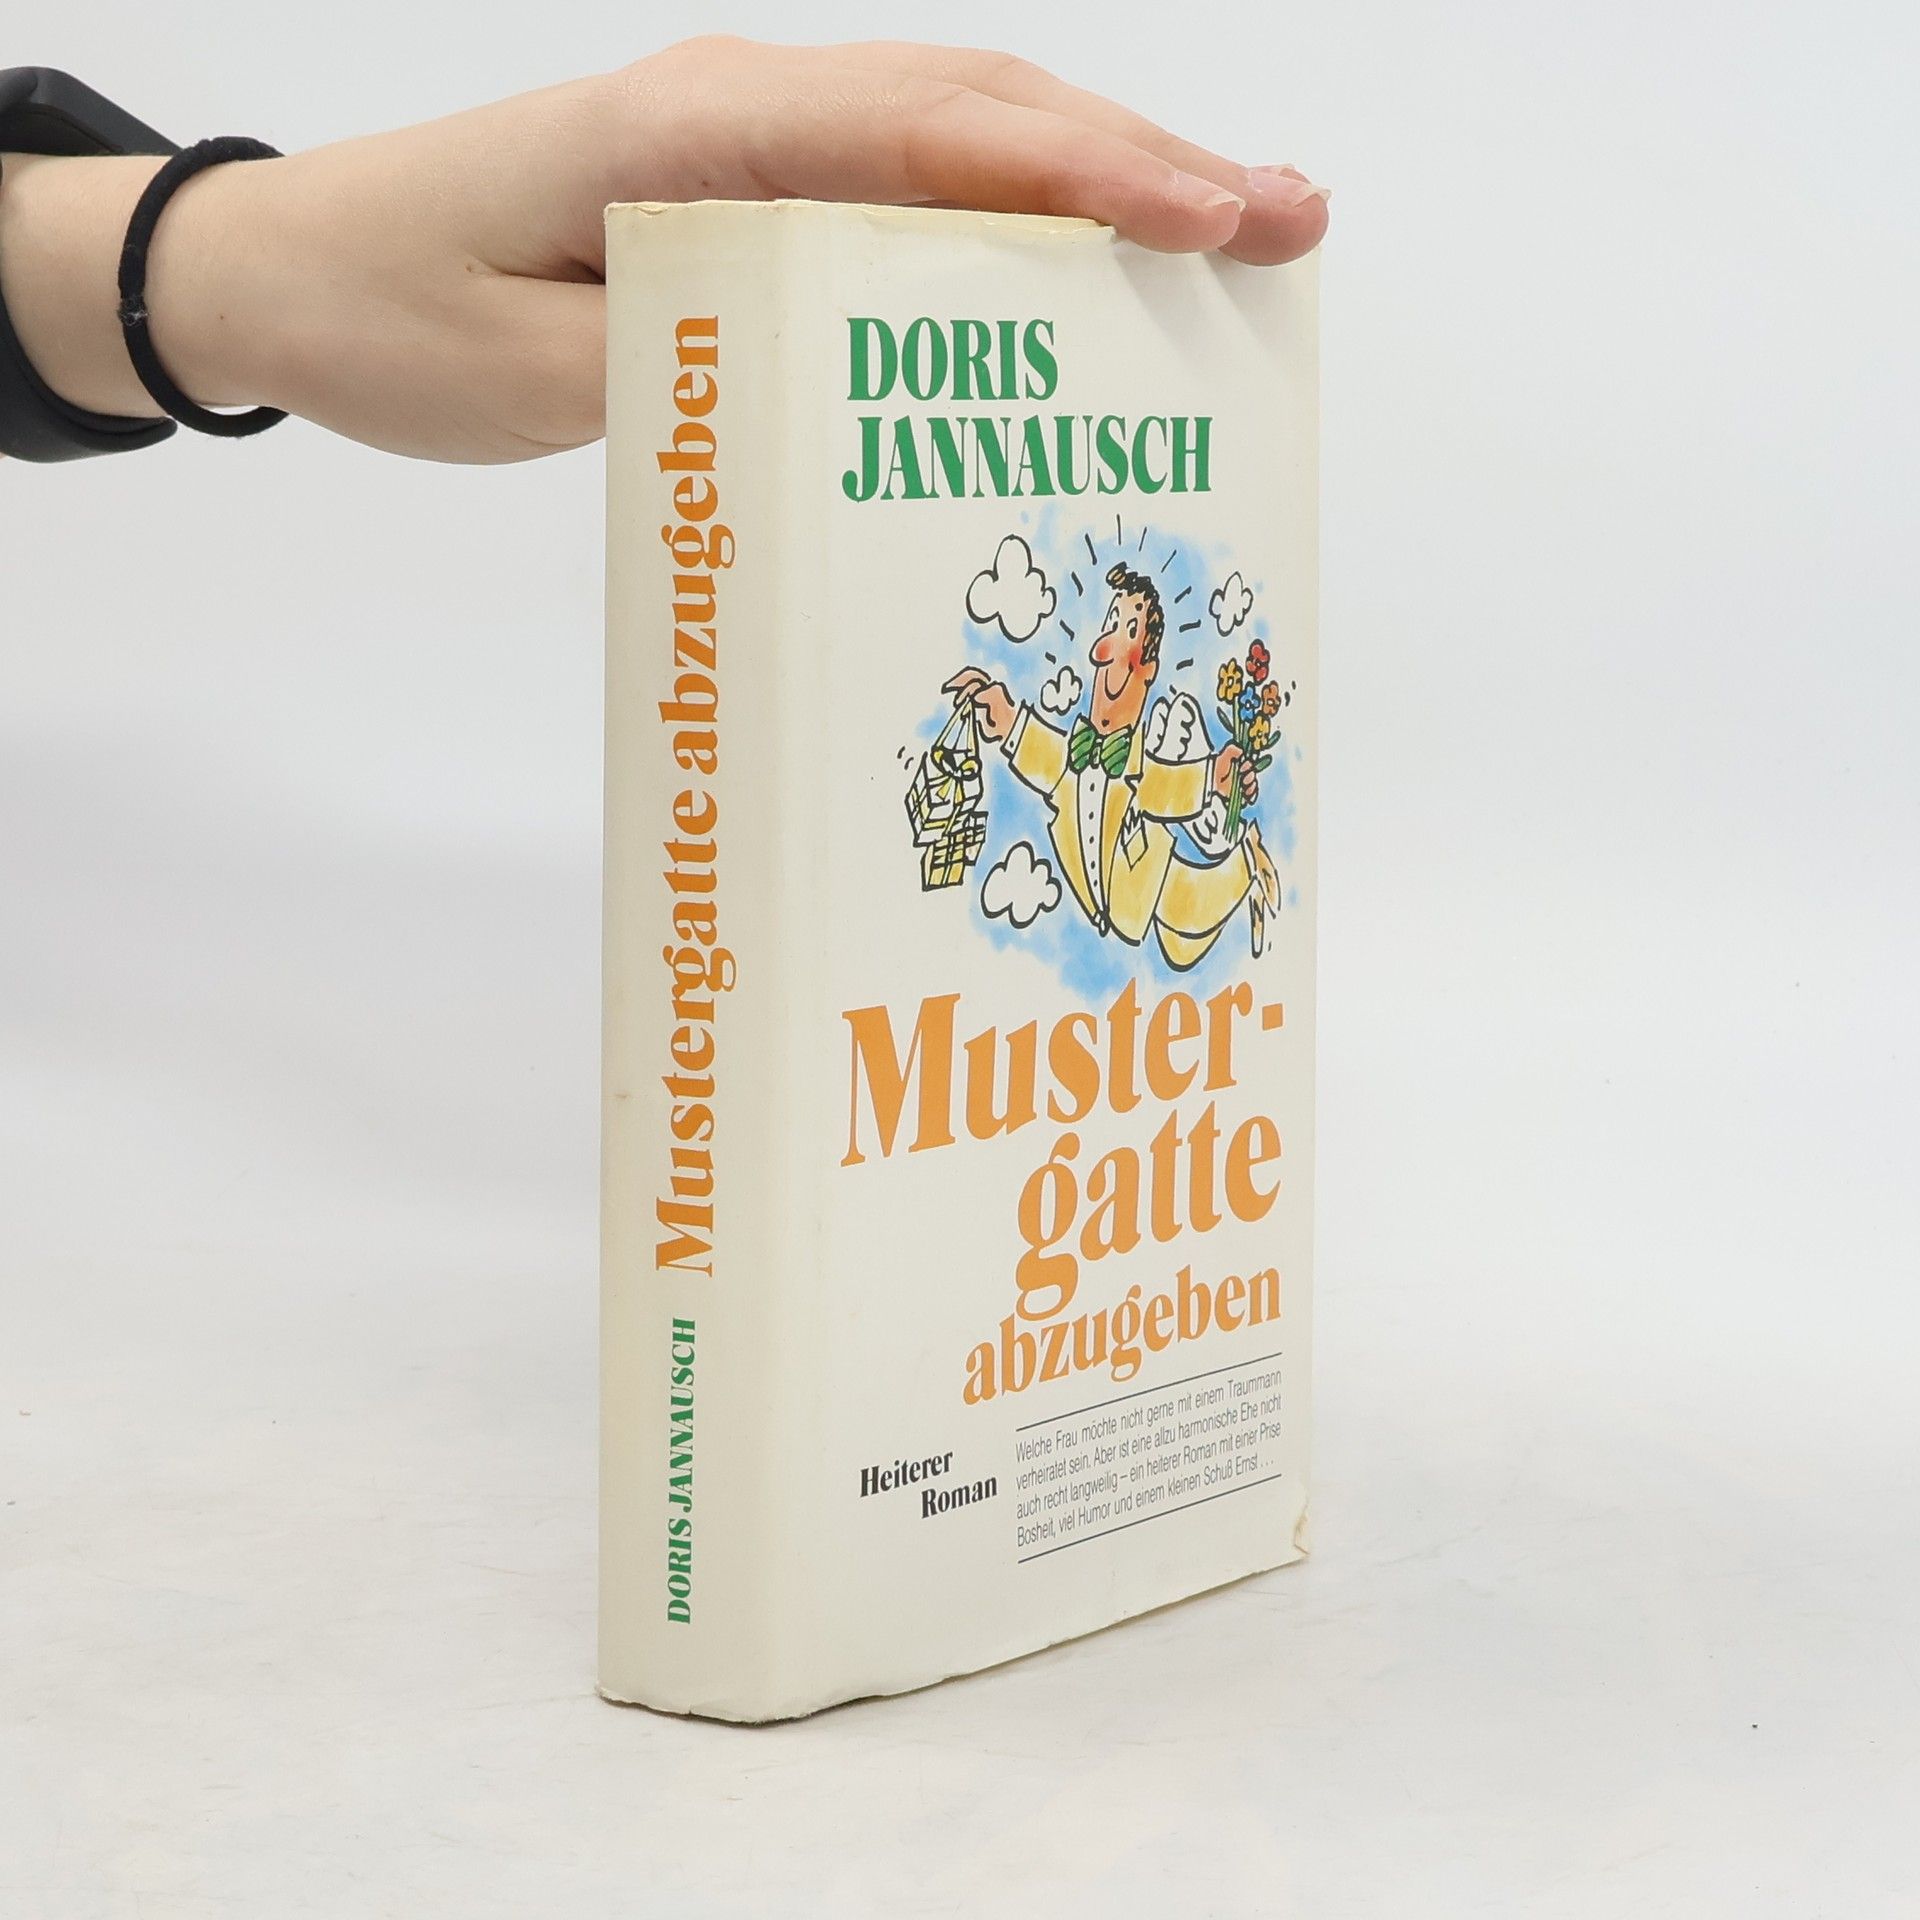 Mustergatte abzugeben
DORIS JANNAUSCH
DORIS
JANNAUSCH
Muster-
gatte
abzugeben
Heiterer
Roman
Welche Frau möchte nicht gerne mit einem Traummann
verheiratet sein. Aber ist eine allzu harmonische Ehe nicht
auch recht langweilig – ein heiterer Roman mit einer Prise
Bosheit, viel Humor und einem kleinen Schuß Ernst . . .